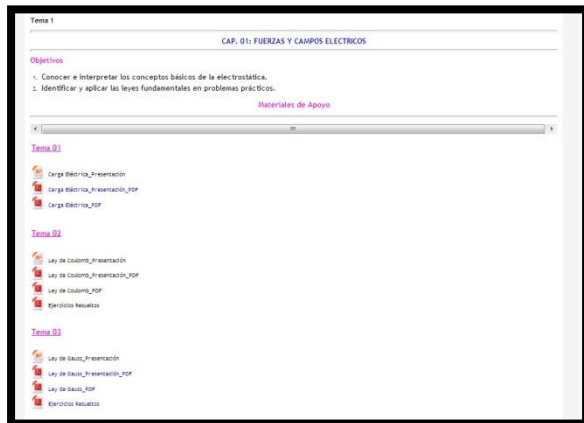 Tema 1
CAP. 01: FUERZAS Y CAMPOS ELECTRICOS
Objetivos
1. Conocer e interpretar los conceptos básicos de la electrostática.
2. Identificar y aplicar las leyes fundamentales en problemas prácticos.
Materiales de Apoyo
Tema 01
Carga Eléctrica_Presentación
Carga Eléctrica_Presentación_PDF
Carga Eléctrica_PDF
Tema 02
Ley de Coulomb_Presentación
Ley de Coulomb_Presentación_PDF
Ley de Coulomb_PDF
Ejercicios Resueltos
Tema 03
Ley de Gauss_Presentación
Ley de Gauss_Presentación_PDF
Ley de Gauss_PDF
Ejercicios Resueltos